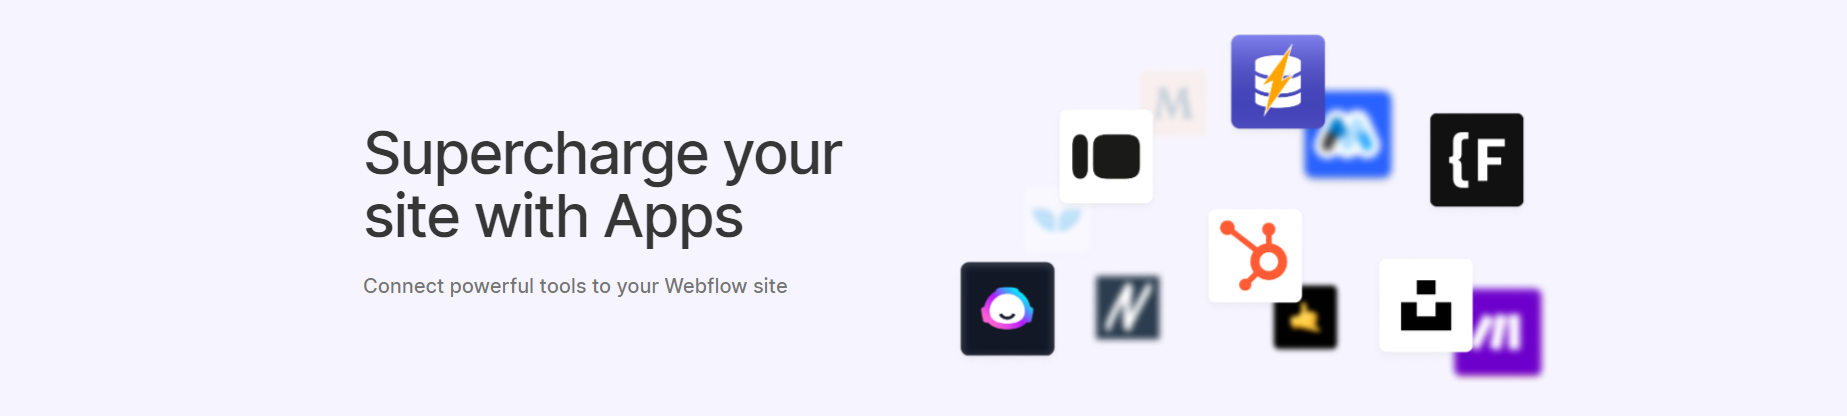 Supercharge your
site with Apps
Connect powerful tools to your Webflow site
M
{F